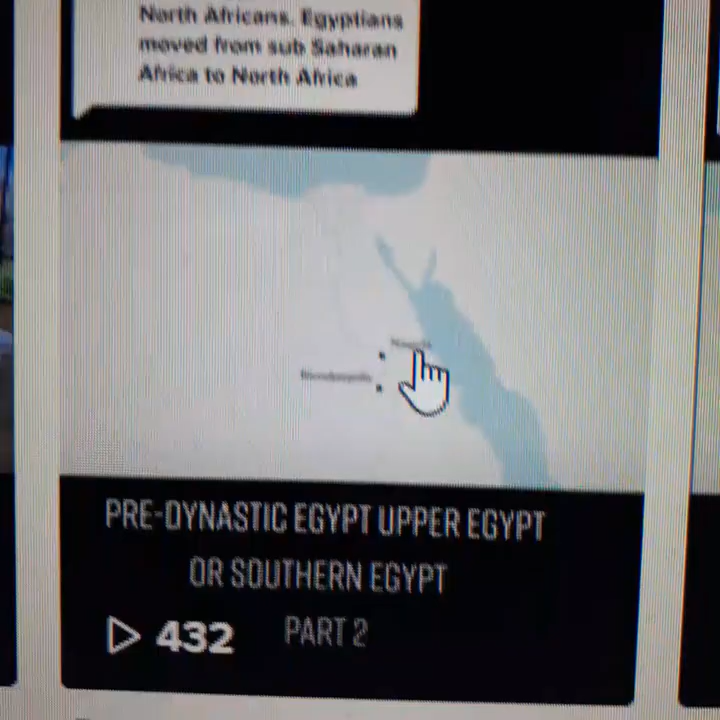 North Africans. Egyptians
moved from sub Saharan
Africa to North Africa
PRE-DYNASTIC EGYPT UPPER EGYPT
OR SOUTHERN EGYPT
432
PART 2